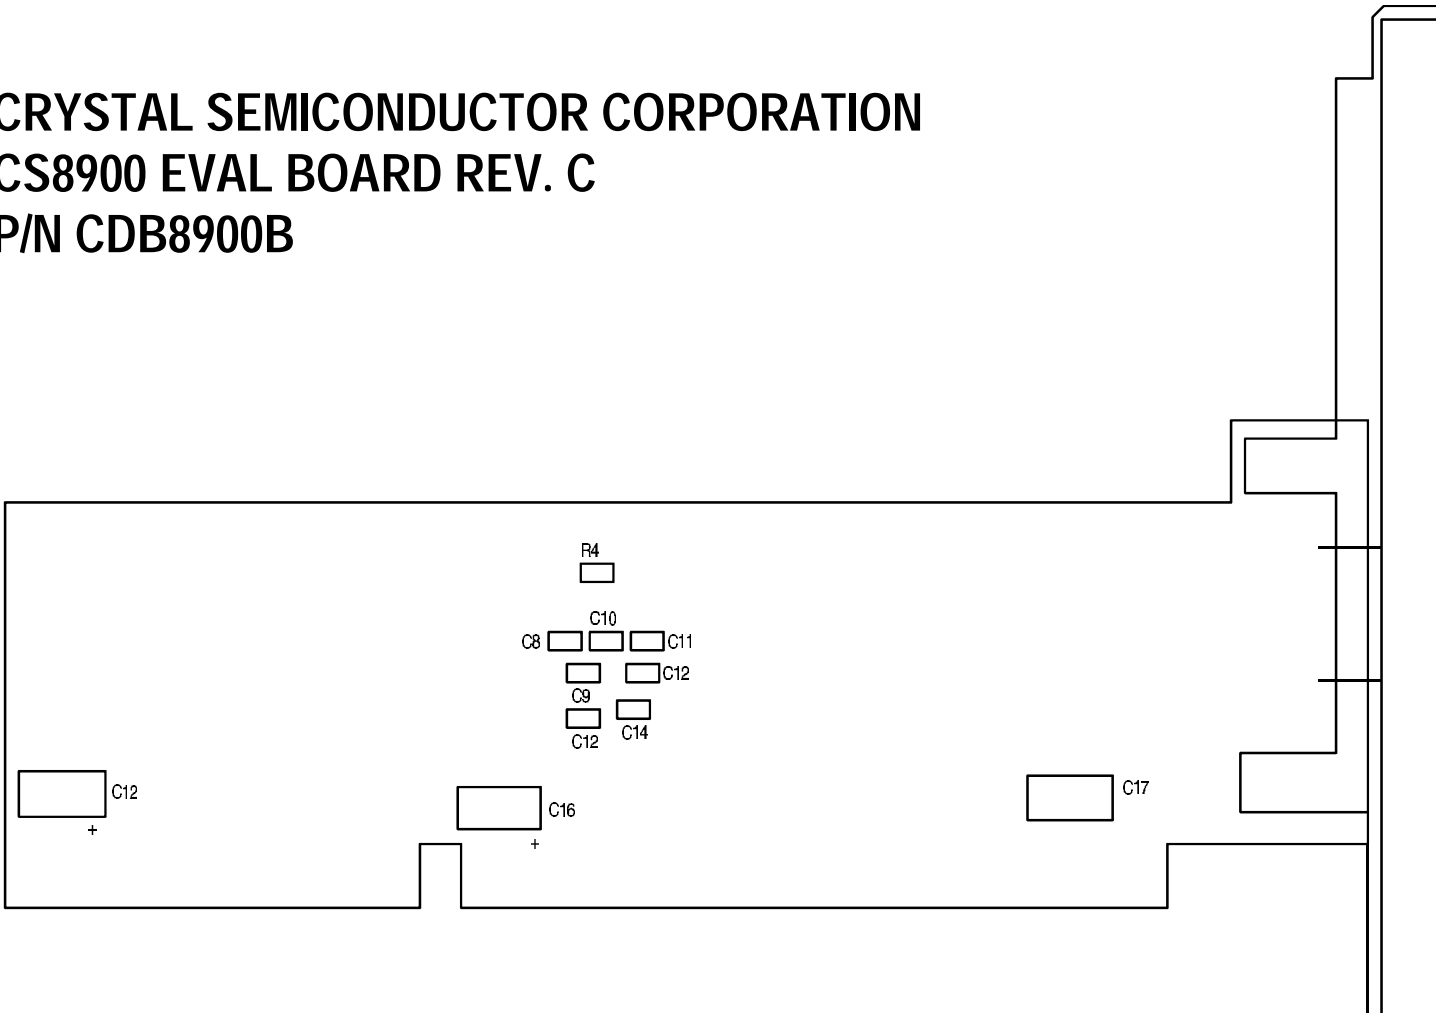 CRYSTAL SEMICONDUCTOR CORPORATION
CS8900 EVAL BOARD REV. C
P/N CDB8900B
R4
C10
C8
C11
C12
C9
C14
C12
C12
+
C16
+
C17